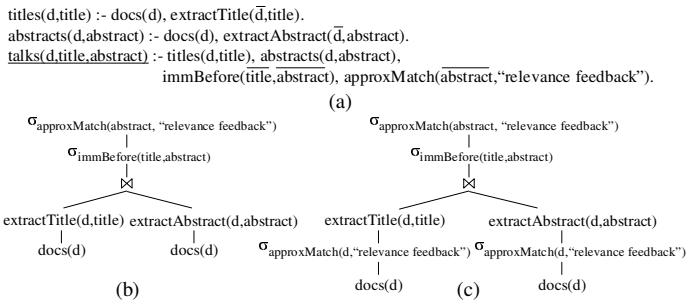 titles(d,title) :- docs(d), extractTitle(d̅,title).
abstracts(d,abstract) :- docs(d), extractAbstract(d̅,abstract).
talks(d,title,abstract) :- titles(d,title), abstracts(d,abstract),
immBefore(title,abstract), approxMatch(abstract,“relevance feedback”).
(a)
σapproxMatch(abstract, “relevance feedback”)
σimmBefore(title,abstract)
⋈
extractTitle(d,title) extractAbstract(d,abstract)
docs(d) docs(d)
(b)
σapproxMatch(abstract, “relevance feedback”)
σimmBefore(title,abstract)
⋈
extractTitle(d,title) extractAbstract(d,abstract)
σapproxMatch(d,“relevance feedback”) σapproxMatch(d,“relevance feedback”)
docs(d) docs(d)
(c)